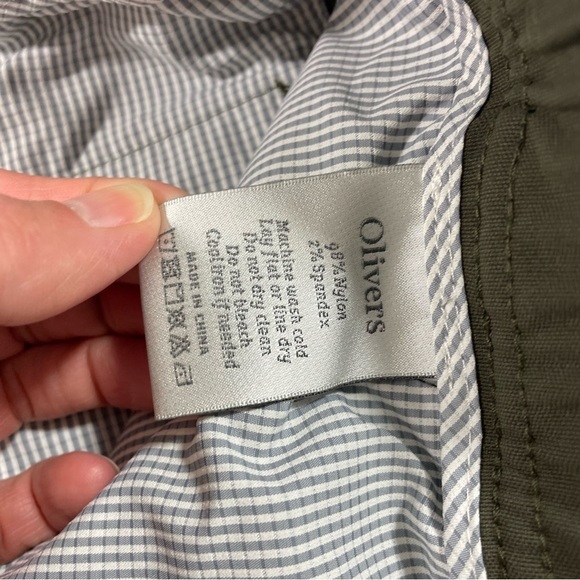 Olivers
98% Nylon
2% Spandex
Machine wash cold
Lay flat or line dry
Do not dry clean
Do not bleach
Cool iron if needed
MADE IN CHINA